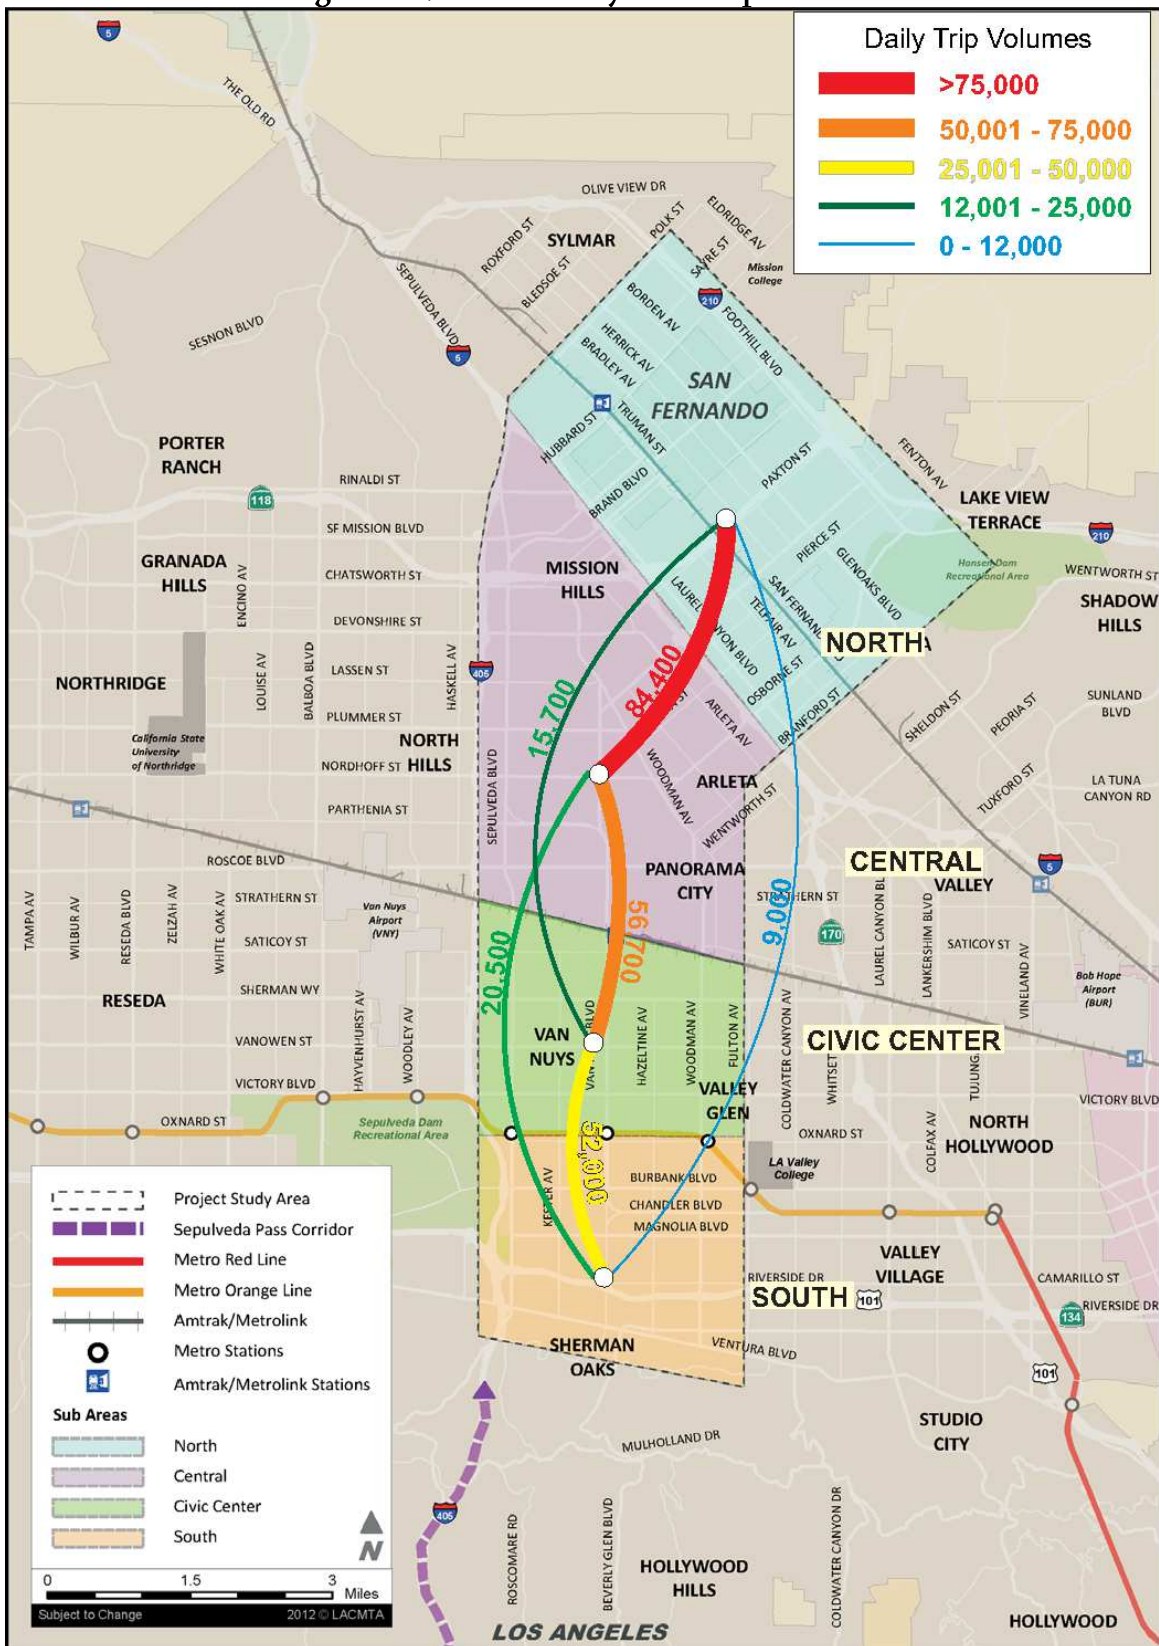 Daily Trip Volumes
>75,000
50,001 - 75,000
25,001 - 50,000
12,001 - 25,000
0 - 12,000
5
THE OLD RD
OLIVE VIEW DR
POLK ST
ELDRIDGE AV
SAYRE ST
ROXFORD ST
SYLMAR
BLEDSOE ST
Mission
College
SEPULVEDA BLVD
210
BORDEN AV
FOOTHILL BLVD
SESNON BLVD
5
HERRICK AV
BRADLEY AV
SAN
FERNANDO
TRUMAN ST
HUBBARD ST
PORTER
RANCH
RINALDI ST
118
BRAND BLVD
PAXTON ST
FENTON AV
LAKE VIEW
TERRACE
210
SF MISSION BLVD
GRANADA
HILLS
CHATSWORTH ST
MISSION
HILLS
PIERCE ST
GLENOAKS BLVD
Hansen Dam
Recreational Area
WENTWORTH ST
SHADOW
HILLS
ENCINO AV
DEVONSHIRE ST
TELFAIR AV
NORTH
LASSEN ST
405
OSBORNE ST
NORTHRIDGE
LOUISE AV
BALBOA BLVD
HASKELL AV
84,400
15,700
ARLETA AV
BRANFORD ST
SHELDON ST
PEORIA ST
SUNLAND
BLVD
PLUMMER ST
California State
University
of Northridge
NORTH
HILLS
NORDHOFF ST
SEPULVEDA BLVD
WOODMAN AV
ARLETA
TUXFORD ST
LA TUNA
CANYON RD
PARTHENIA ST
WENTWORTH ST
ROSCOE BLVD
PANORAMA
CITY
CENTRAL
VALLEY
5
STRATHERN ST
TAMPA AV
WILBUR AV
RESEDA BLVD
ZELZAH AV
WHITE OAK AV
Van Nuys
Airport
(VNY)
56,700
9,000
170
LANKERSHIM BLVD
SATICOY ST
SATICOY ST
20,500
VINELAND AV
Bob Hope
Airport
(BUR)
RESEDA
SHERMAN WY
HAYVENHURST AV
WOODLEY AV
VANOWEN ST
VAN
NUYS
HAZELTINE AV
WOODMAN AV
FULTON AV
COLDWATER CANYON AV
CIVIC CENTER
VICTORY BLVD
VALLEY
GLEN
VICTORY BLVD
OXNARD ST
Sepulveda Dam
Recreational Area
52,000
OXNARD ST
COLFAX AV
NORTH
HOLLYWOOD
LA Valley
College
KESTER AV
BURBANK BLVD
CHANDLER BLVD
MAGNOLIA BLVD
VALLEY
VILLAGE
RIVERSIDE DR
SOUTH
101
CAMARILLO ST
RIVERSIDE DR
134
SHERMAN
OAKS
VENTURA BLVD
101
STUDIO
CITY
MULHOLLAND DR
405
ROSCOMARE RD
BEVERLY GLEN BLVD
COLDWATER CANYON DR
HOLLYWOOD
HILLS
LOS ANGELES
HOLLYWOOD
Project Study Area
Sepulveda Pass Corridor
Metro Red Line
Metro Orange Line
Amtrak/Metrolink
Metro Stations
Amtrak/Metrolink Stations
Sub Areas
North
Central
Civic Center
South
N
0 1.5 3
Miles
Subject to Change 2012 © LACMTA